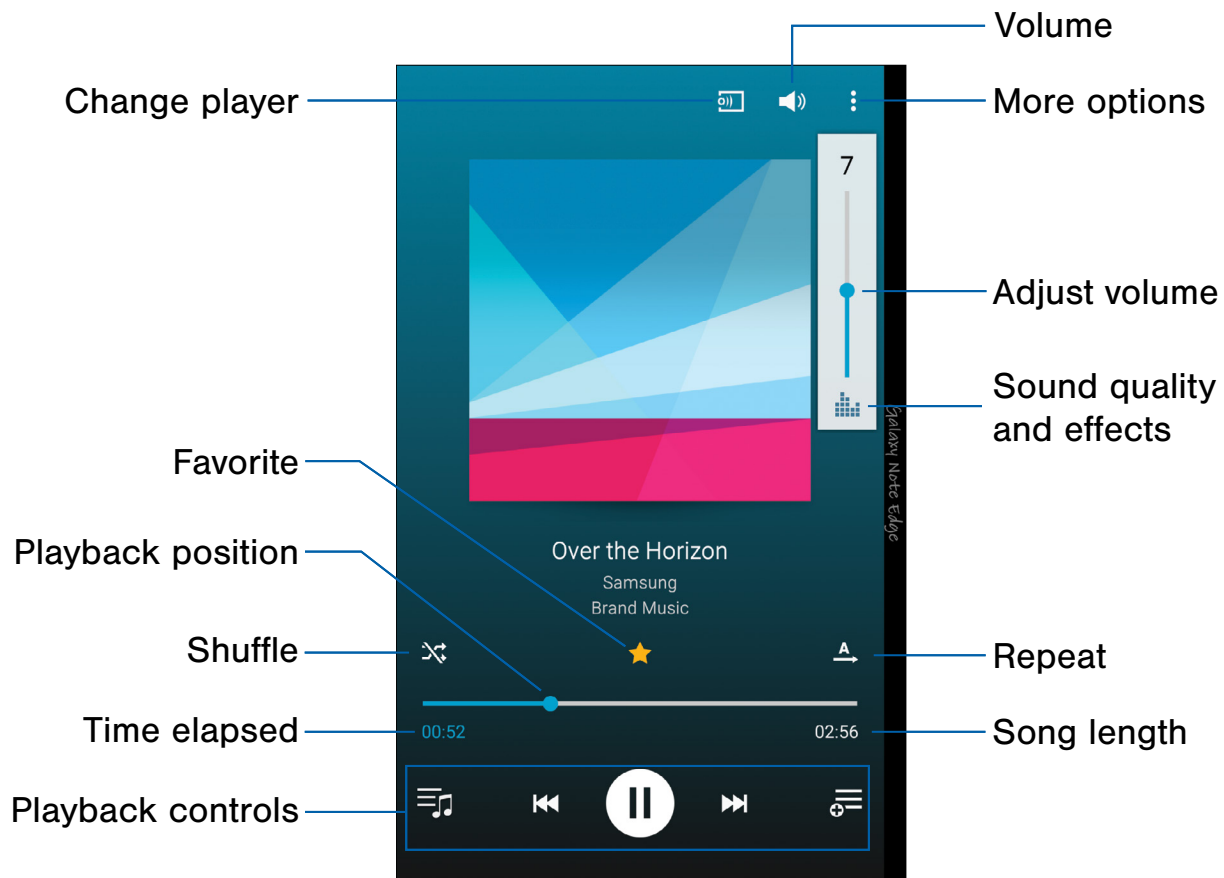 Volume
Change player
More options
7
Adjust volume
Sound quality
and effects
Galaxy Note Edge
Favorite
Playback position
Over the Horizon
Samsung
Brand Music
Shuffle
A
Repeat
Time elapsed
00:52
02:56
Song length
Playback controls